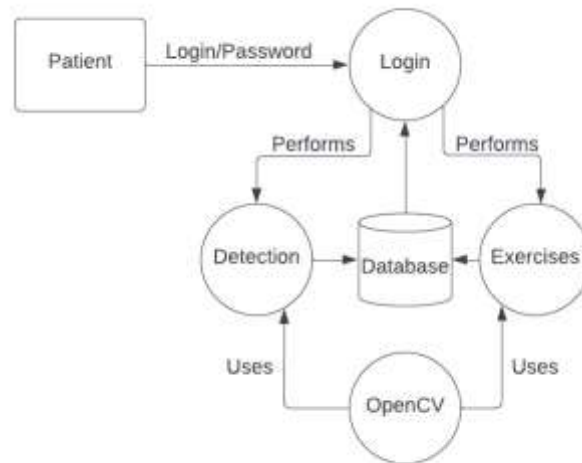 Patient
Login/Password
Login
Performs
Performs
Detection
Database
Exercises
Uses
Uses
OpenCV